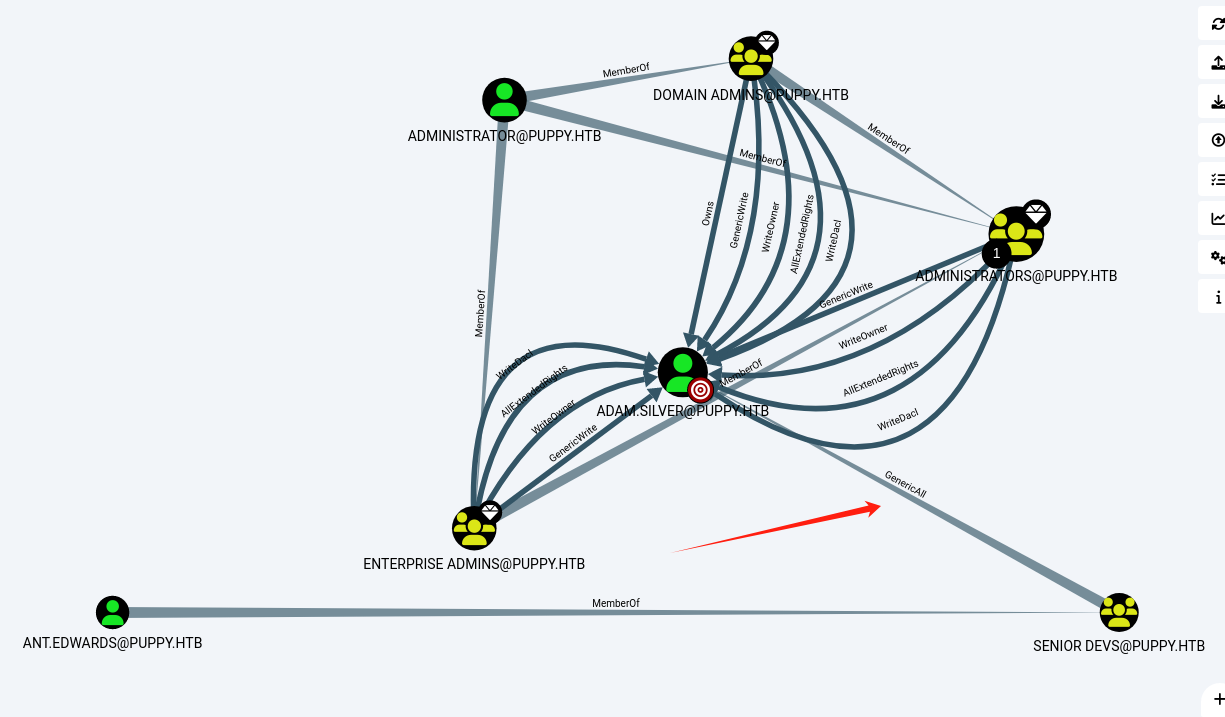 MemberOf
DOMAIN ADMINS@PUPPY.HTB
ADMINISTRATOR@PUPPY.HTB
MemberOf
MemberOf
Owns
GenericWrite
WriteOwner
AllExtendedRights
WriteDacl
1
ADMINISTRATORS@PUPPY.HTB
GenericWrite
WriteOwner
MemberOf
AllExtendedRights
WriteDacl
MemberOf
WriteDacl
AllExtendedRights
WriteOwner
GenericWrite
ADAM.SILVER@PUPPY.HTB
GenericAll
ENTERPRISE ADMINS@PUPPY.HTB
MemberOf
ANT.EDWARDS@PUPPY.HTB
SENIOR DEVS@PUPPY.HTB